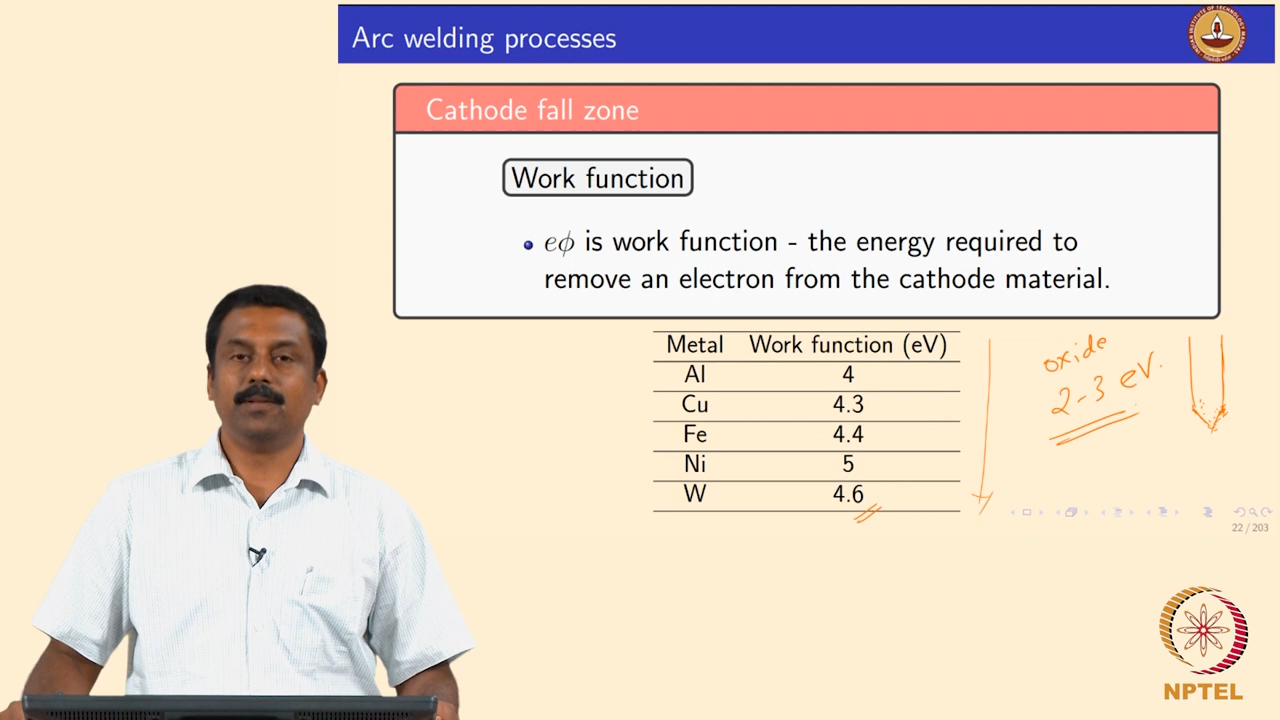 Arc welding processes
Cathode fall zone
Work function
• eϕ is work function - the energy required to
remove an electron from the cathode material.
Metal Work function (eV)
Al 4
Cu 4.3
Fe 4.4
Ni 5
W 4.6
oxide
2-3 eV.
22 / 203
NPTEL